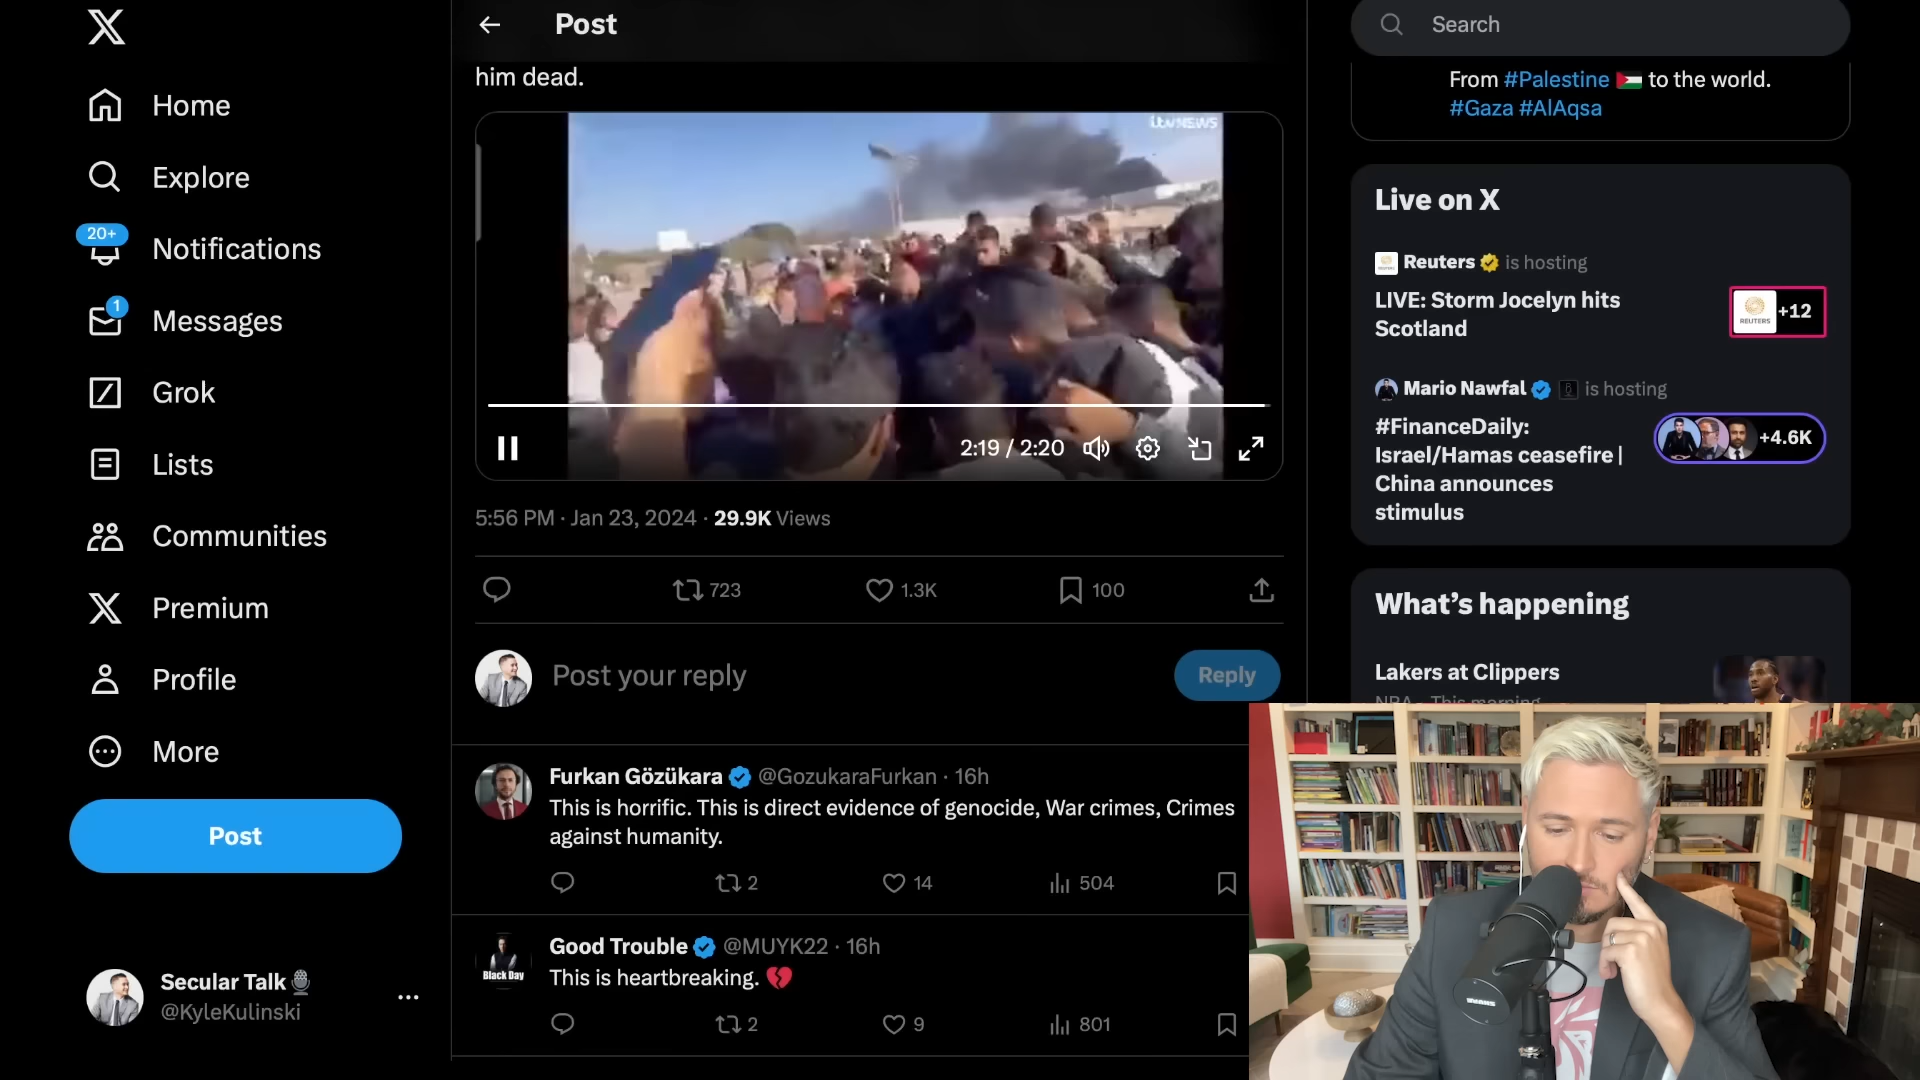 Home
Explore
20+
Notifications
1
Messages
Grok
Lists
Communities
Premium
Profile
More
Post
Secular Talk
@KyleKulinski
Post
him dead.
itv NEWS
2:19 / 2:20
5:56 PM · Jan 23, 2024 · 29.9K Views
723
1.3K
100
Post your reply
Reply
Furkan Gözükara @GozukaraFurkan · 16h
This is horrific. This is direct evidence of genocide, War crimes, Crimes
against humanity.
2
14
504
Good Trouble @MUYK22 · 16h
Black Day
This is heartbreaking. 💔
2
9
801
Search
From #Palestine 🇵🇸 to the world.
#Gaza #AlAqsa
Live on X
Reuters is hosting
LIVE: Storm Jocelyn hits
Scotland
REUTERS
+12
Mario Nawfal is hosting
#FinanceDaily:
Israel/Hamas ceasefire |
China announces
stimulus
+4.6K
What’s happening
Lakers at Clippers
NBA · This morning